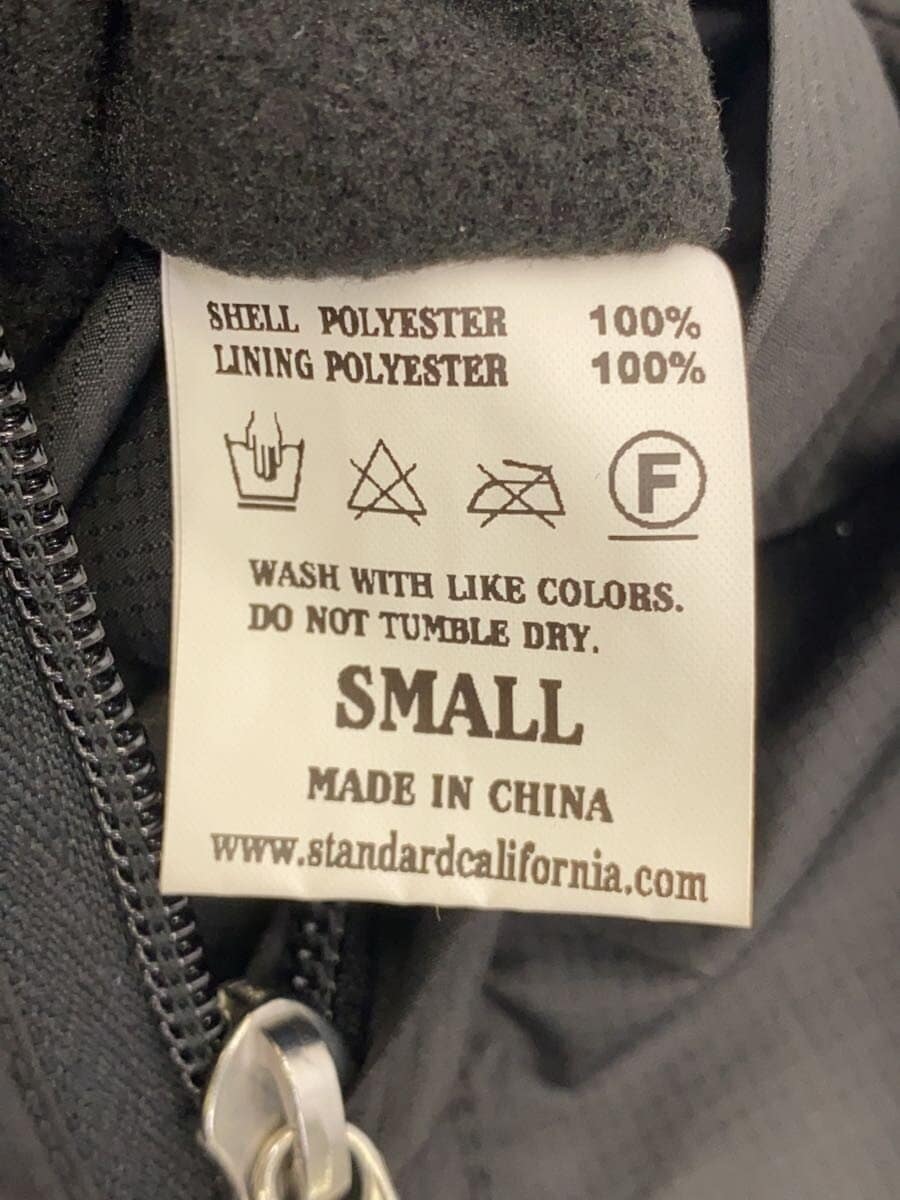 SHELL POLYESTER 100%
LINING POLYESTER 100%
F
WASH WITH LIKE COLORS.
DO NOT TUMBLE DRY.
SMALL
MADE IN CHINA
www.standardcalifornia.com